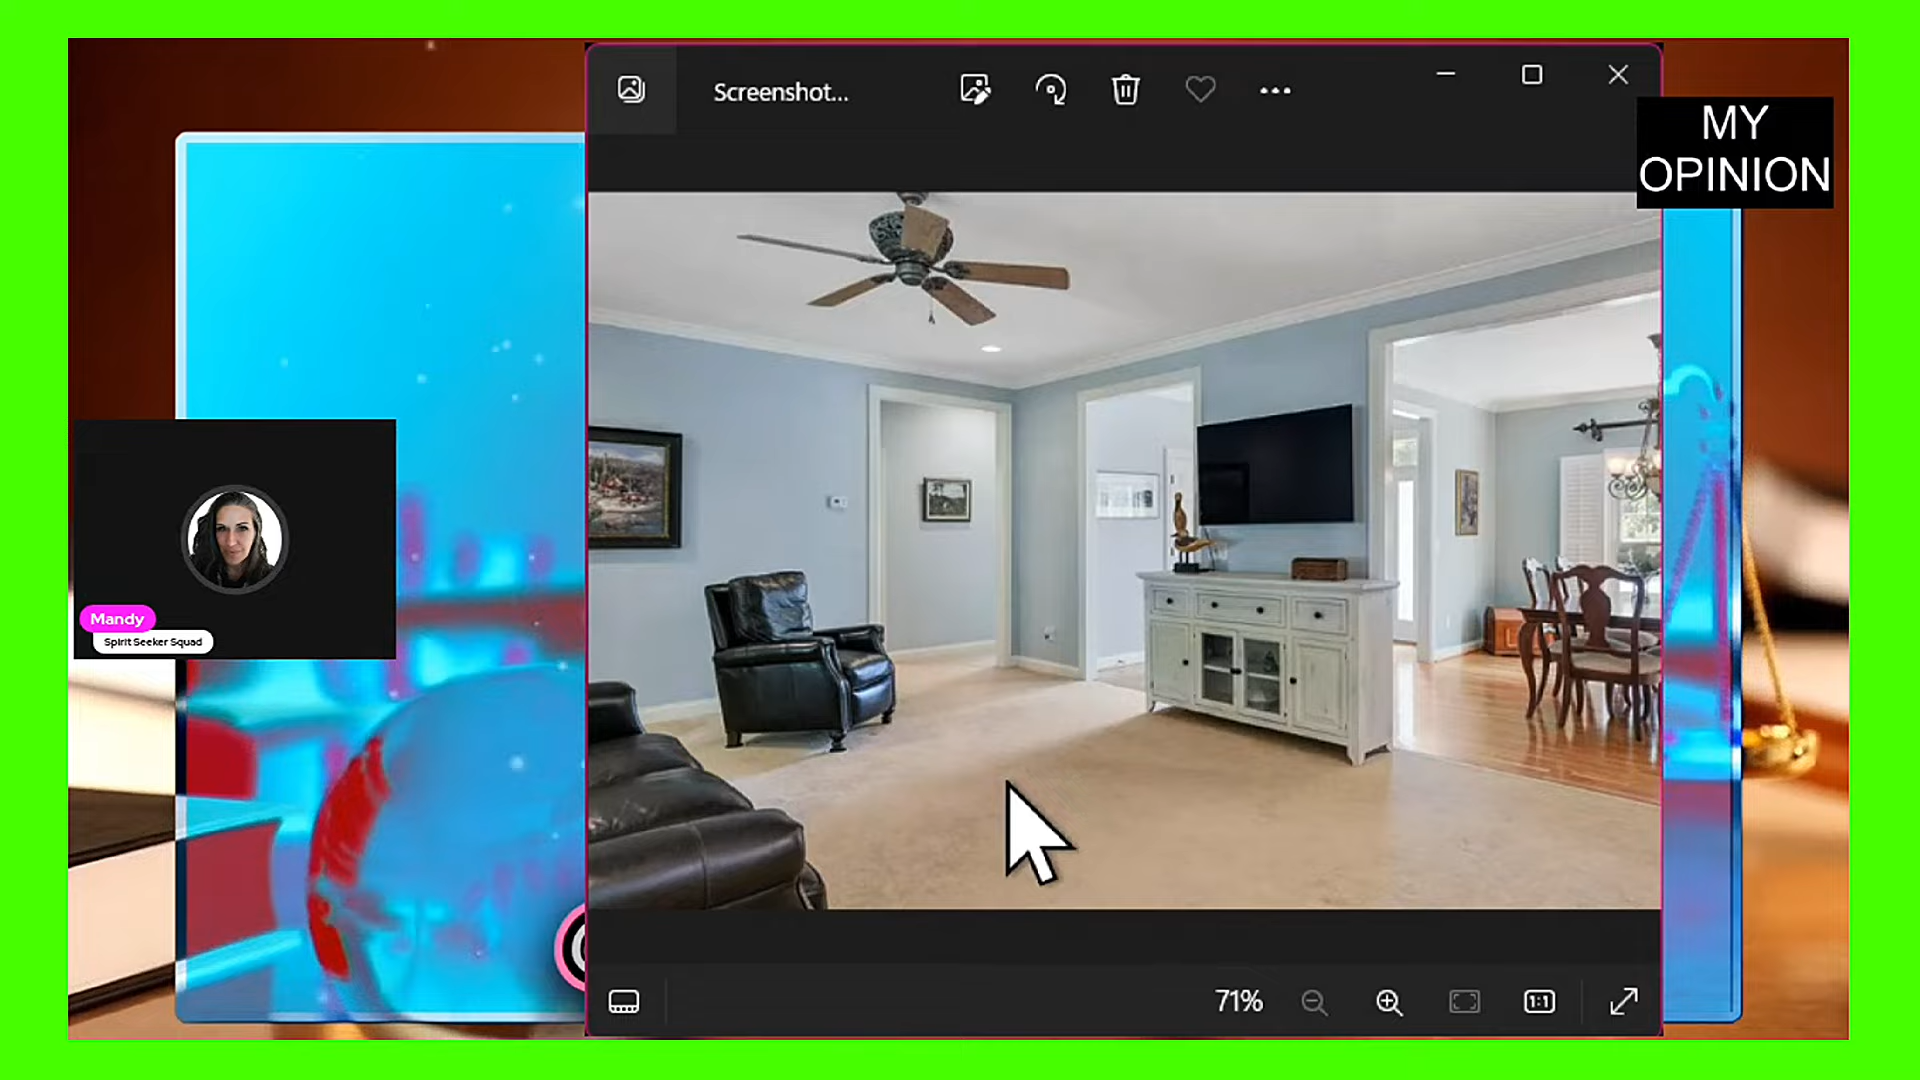 Screenshot...
MY
OPINION
Mandy
Spirit Seeker Squad
71%
1:1